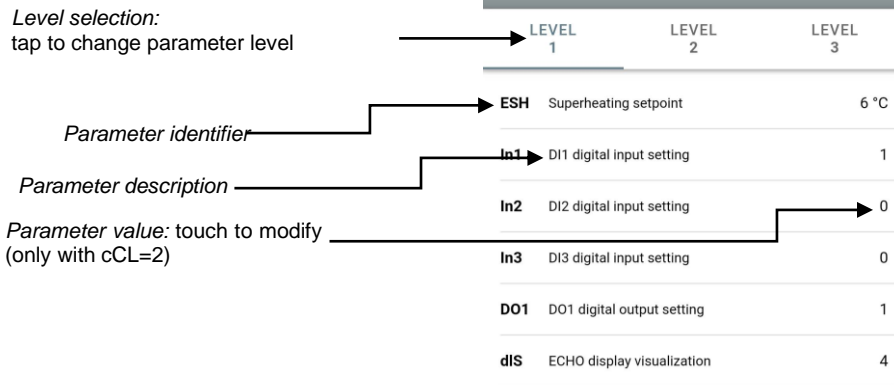 Level selection:
tap to change parameter level
Parameter identifier
Parameter description
Parameter value: touch to modify
(only with cCL=2)
LEVEL 1 LEVEL 2 LEVEL 3
ESH Superheating setpoint 6 °C
In1 DI1 digital input setting 1
In2 DI2 digital input setting 0
In3 DI3 digital input setting 0
DO1 DO1 digital output setting 1
dIS ECHO display visualization 4